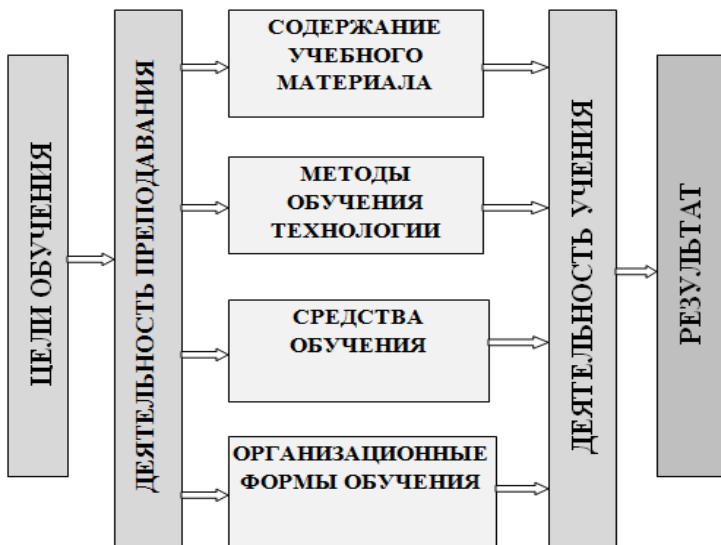 ЦЕЛИ ОБУЧЕНИЯ
ДЕЯТЕЛЬНОСТЬ ПРЕПОДАВАНИЯ
СОДЕРЖАНИЕ
УЧЕБНОГО
МАТЕРИАЛА
МЕТОДЫ
ОБУЧЕНИЯ
ТЕХНОЛОГИИ
СРЕДСТВА
ОБУЧЕНИЯ
ОРГАНИЗАЦИОННЫЕ
ФОРМЫ ОБУЧЕНИЯ
ДЕЯТЕЛЬНОСТЬ УЧЕНИЯ
РЕЗУЛЬТАТ